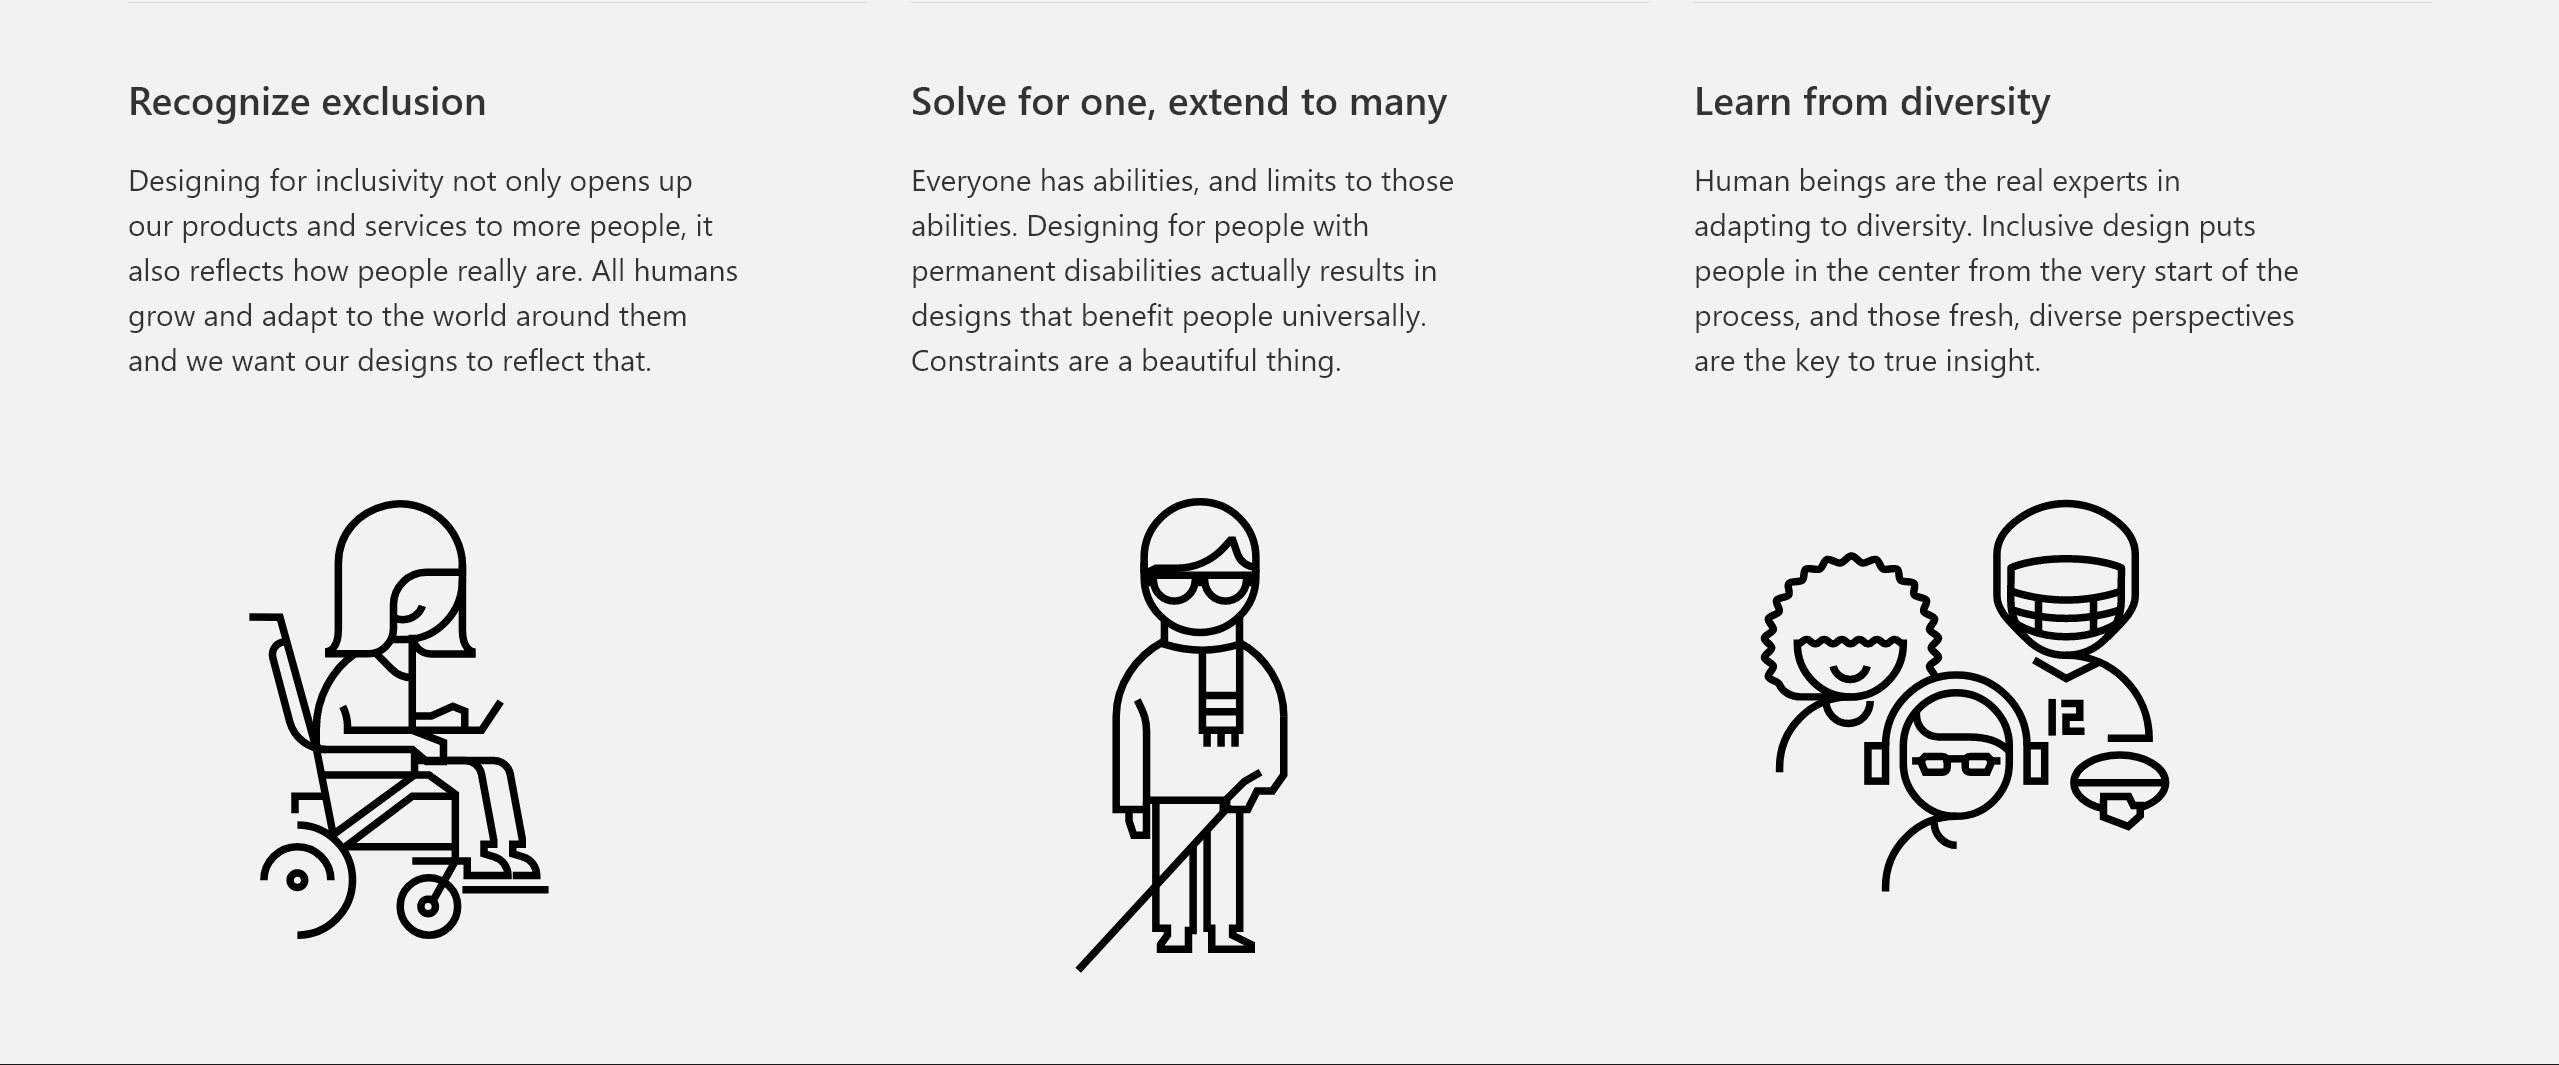 Recognize exclusion
Designing for inclusivity not only opens up
our products and services to more people, it
also reflects how people really are. All humans
grow and adapt to the world around them
and we want our designs to reflect that.
Solve for one, extend to many
Everyone has abilities, and limits to those
abilities. Designing for people with
permanent disabilities actually results in
designs that benefit people universally.
Constraints are a beautiful thing.
Learn from diversity
Human beings are the real experts in
adapting to diversity. Inclusive design puts
people in the center from the very start of the
process, and those fresh, diverse perspectives
are the key to true insight.
12